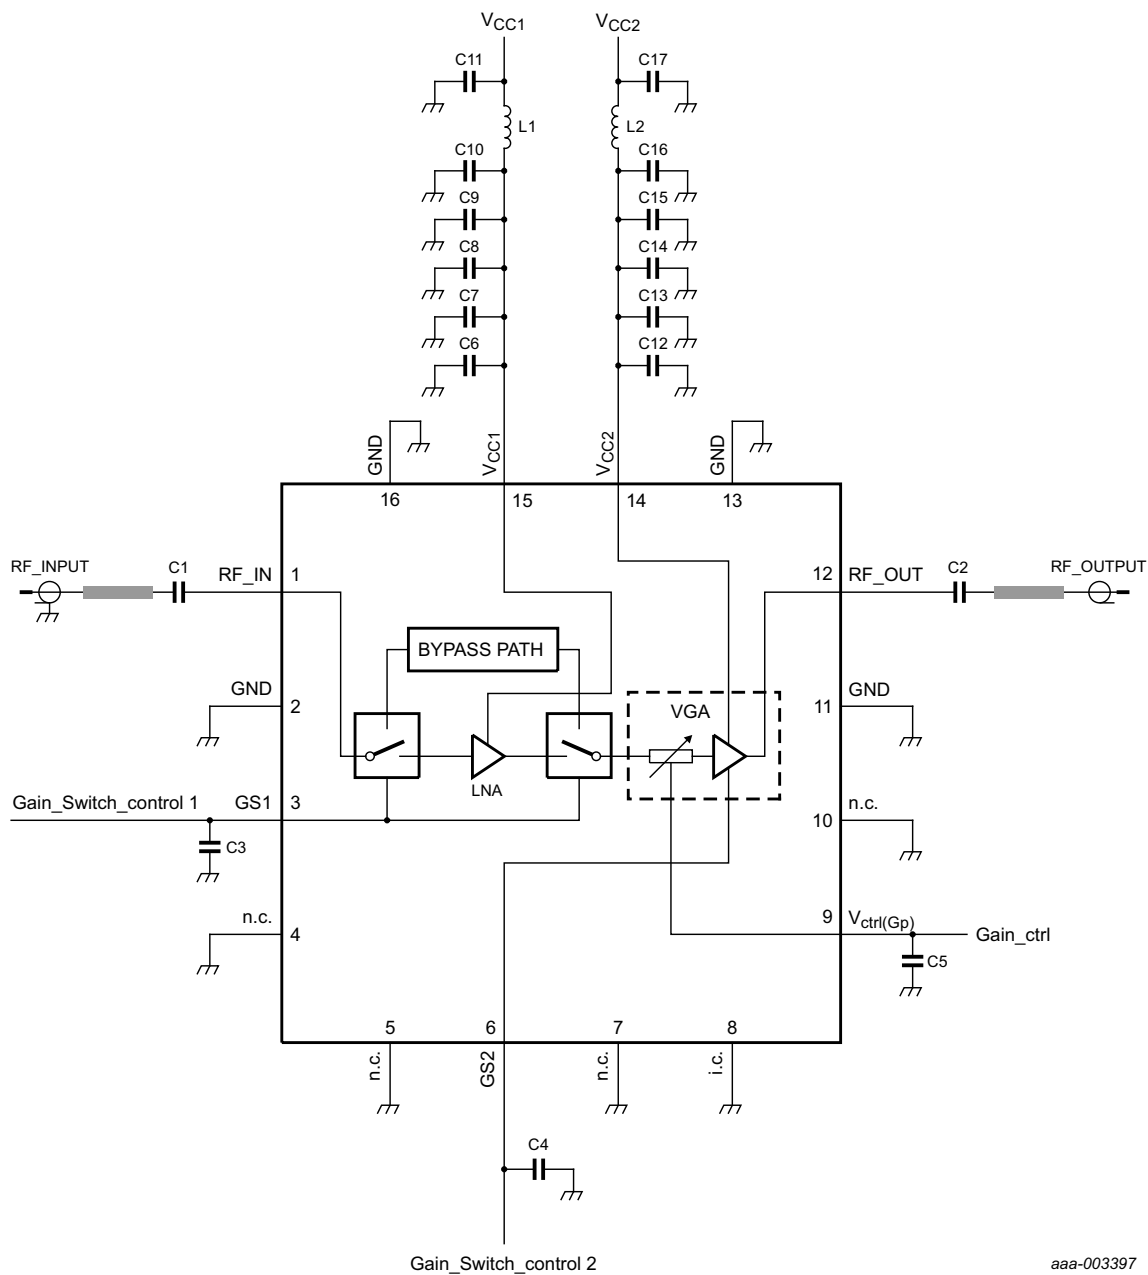 VCC1 VCC2
C11 C17
L1 L2
C10 C16
C9 C15
C8 C14
C7 C13
C6 C12
GND VCC1 VCC2 GND
16 15 14 13
RF_INPUT C1 RF_IN 1 12 RF_OUT C2 RF_OUTPUT
BYPASS PATH
GND 2 11 GND
VGA
LNA
Gain_Switch_control 1 GS1 3 10 n.c.
C3
n.c. 4 9 Vctrl(Gp) Gain_ctrl
C5
5 6 7 8
n.c. GS2 n.c. i.c.
C4
Gain_Switch_control 2
aaa-003397